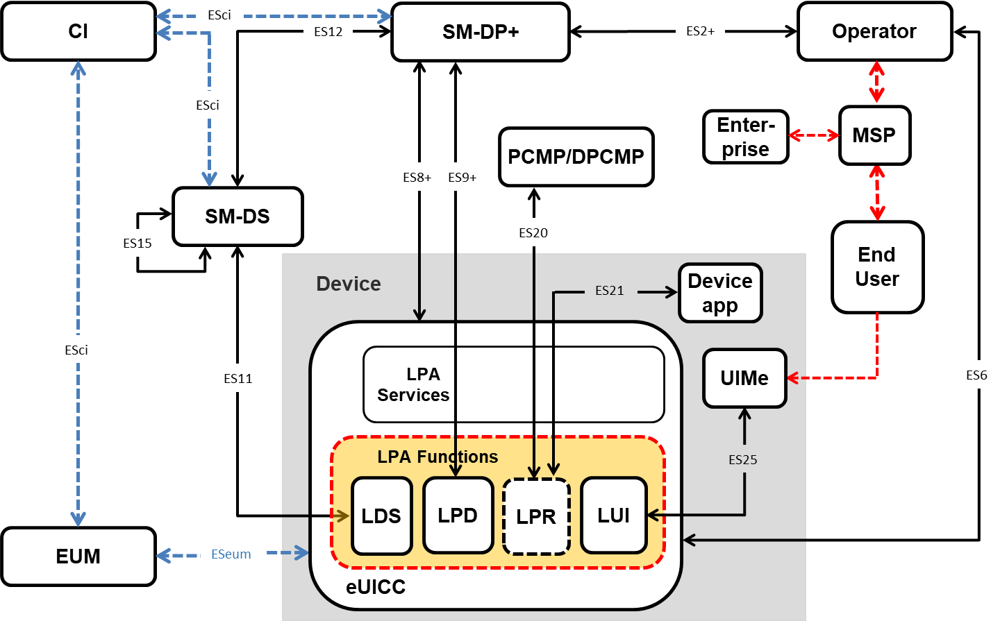 CI
ESci
SM-DP+
ES2+
Operator
ES12
ESci
Enter-
prise
MSP
PCMP/DPCMP
ES8+
ES9+
SM-DS
ES15
ES20
End
User
Device
ES21
Device
app
ESci
ES11
LPA
Services
UIMe
ES6
LPA Functions
ES25
LDS
LPD
LPR
LUI
EUM
ESeum
eUICC